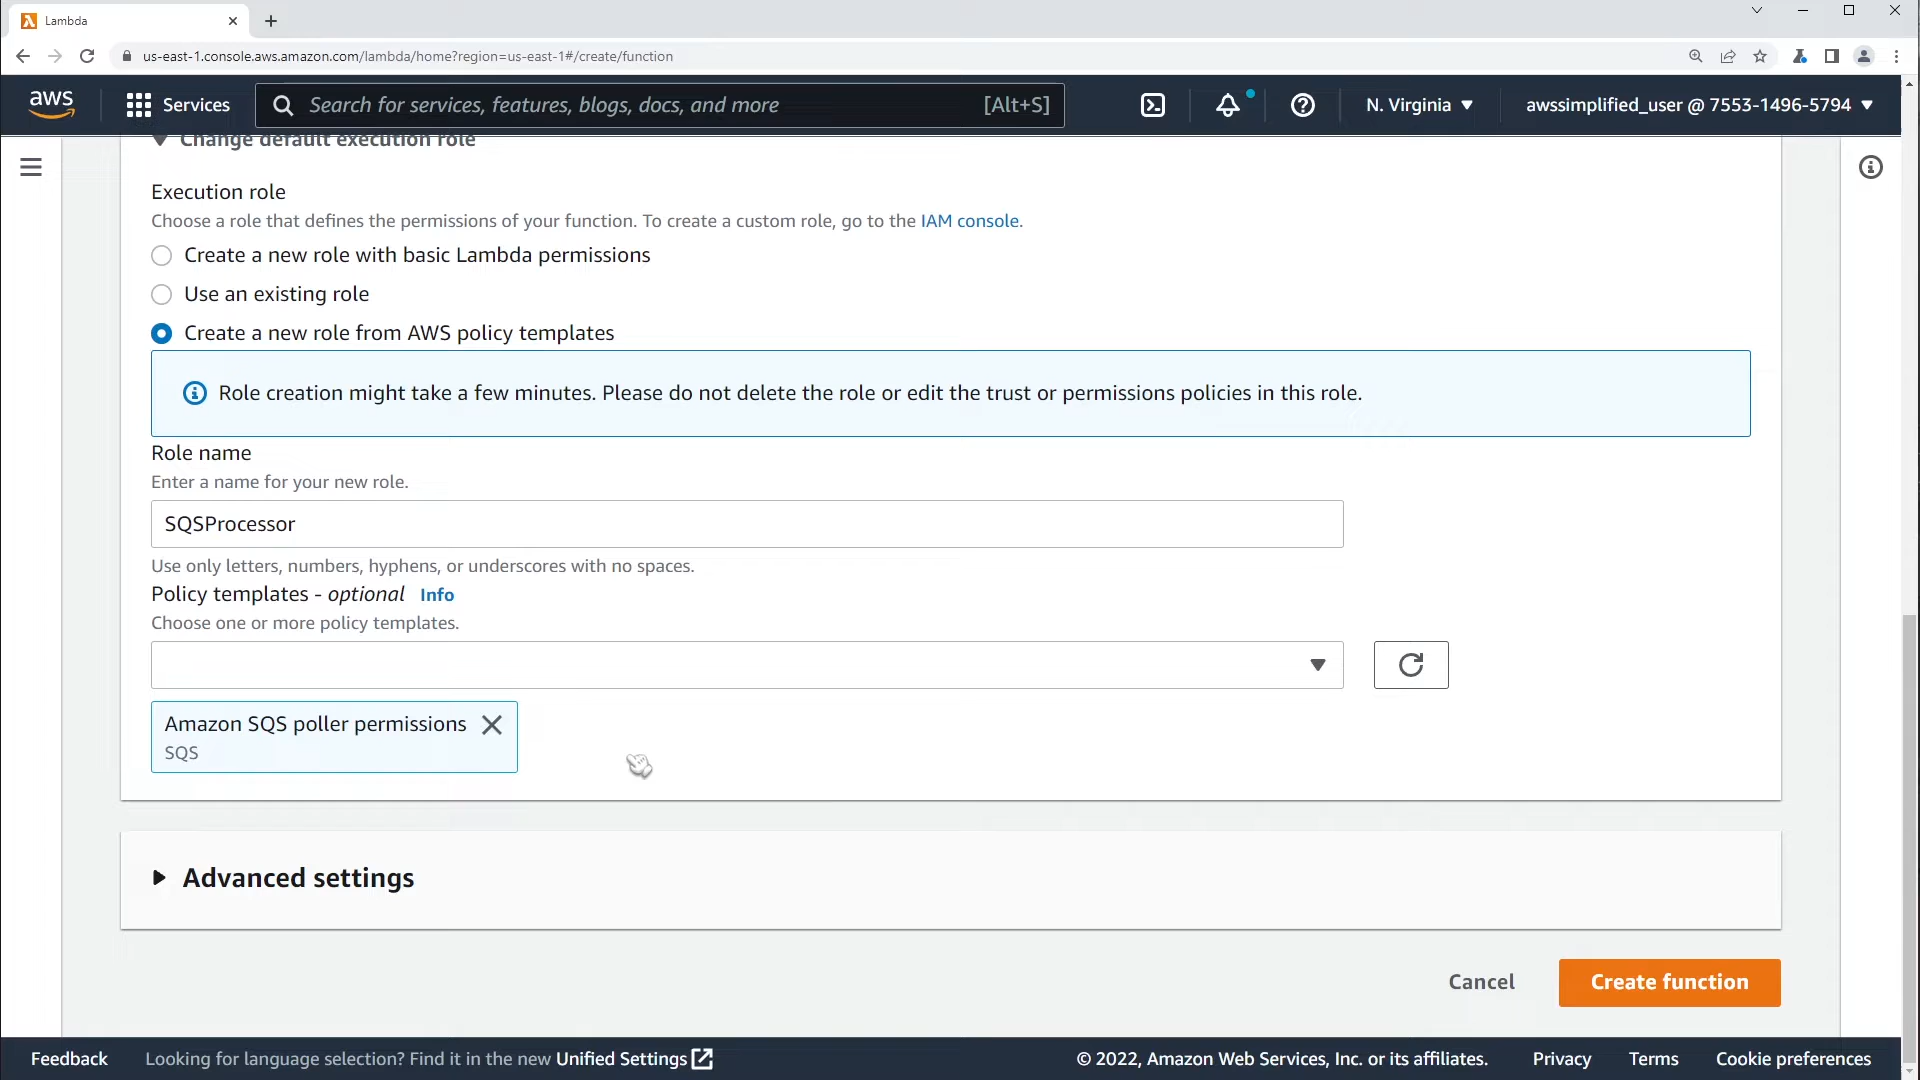 Lambda
us-east-1.console.aws.amazon.com/lambda/home?region=us-east-1#/create/function
aws
Services
Search for services, features, blogs, docs, and more
[Alt+S]
N. Virginia
awssimplified_user @ 7553-1496-5794
Change default execution role
Execution role
Choose a role that defines the permissions of your function. To create a custom role, go to the IAM console.
Create a new role with basic Lambda permissions
Use an existing role
Create a new role from AWS policy templates
Role creation might take a few minutes. Please do not delete the role or edit the trust or permissions policies in this role.
Role name
Enter a name for your new role.
SQSProcessor
Use only letters, numbers, hyphens, or underscores with no spaces.
Policy templates - optional Info
Choose one or more policy templates.
Amazon SQS poller permissions
SQS
Advanced settings
Cancel
Create function
Feedback
Looking for language selection? Find it in the new Unified Settings
© 2022, Amazon Web Services, Inc. or its affiliates.
Privacy
Terms
Cookie preferences